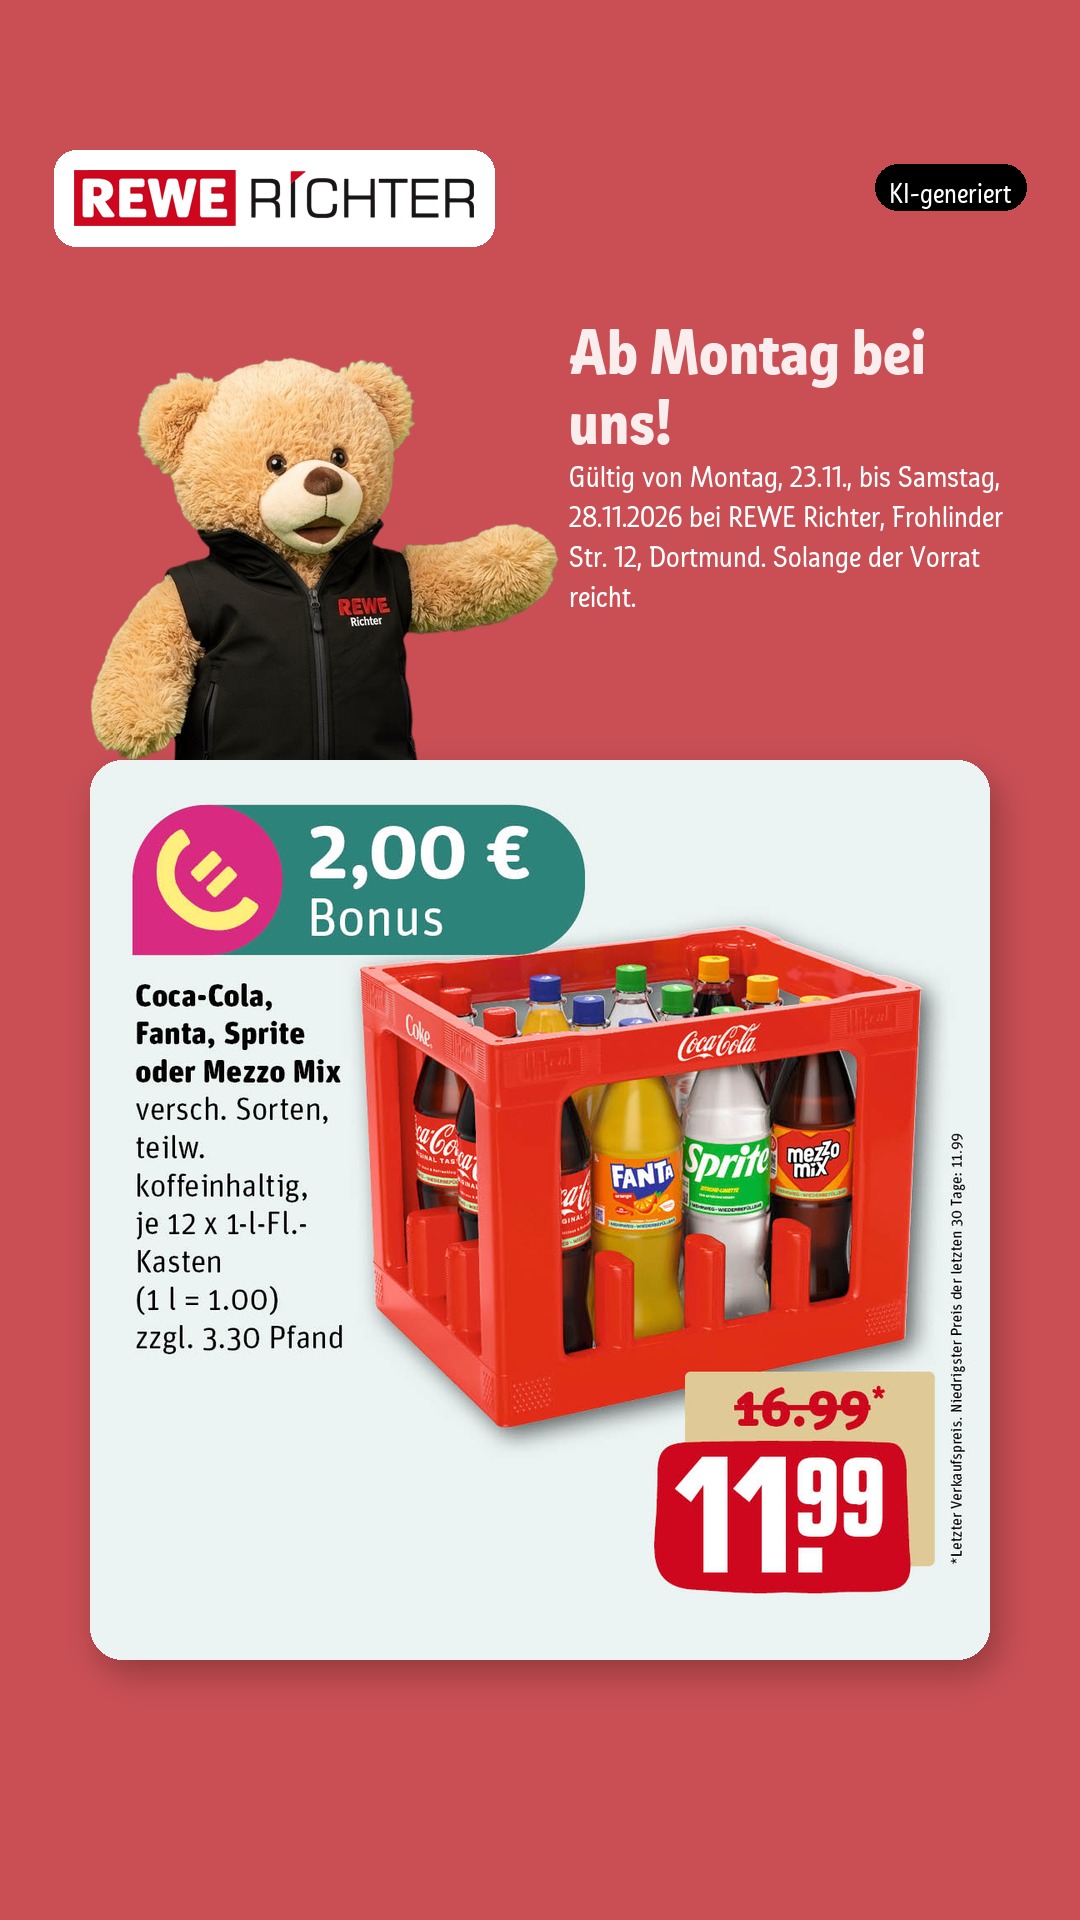 REWE RICHTER
KI-generiert
Ab Montag bei
uns!
Gültig von Montag, 23.11., bis Samstag,
28.11.2026 bei REWE Richter, Frohlinder
Str. 12, Dortmund. Solange der Vorrat
reicht.
REWE
Richter
2,00 €
Bonus
Coca-Cola,
Fanta, Sprite
oder Mezzo Mix
versch. Sorten,
teilw.
koffeinhaltig,
je 12 x 1-l-Fl.-
Kasten
(1 l = 1.00)
zzgl. 3.30 Pfand
Coke
Coca-Cola
FANTA
Sprite
mezzo
mix
16.99*
11.99
*Letzter Verkaufspreis. Niedrigster Preis der letzten 30 Tage: 11.99